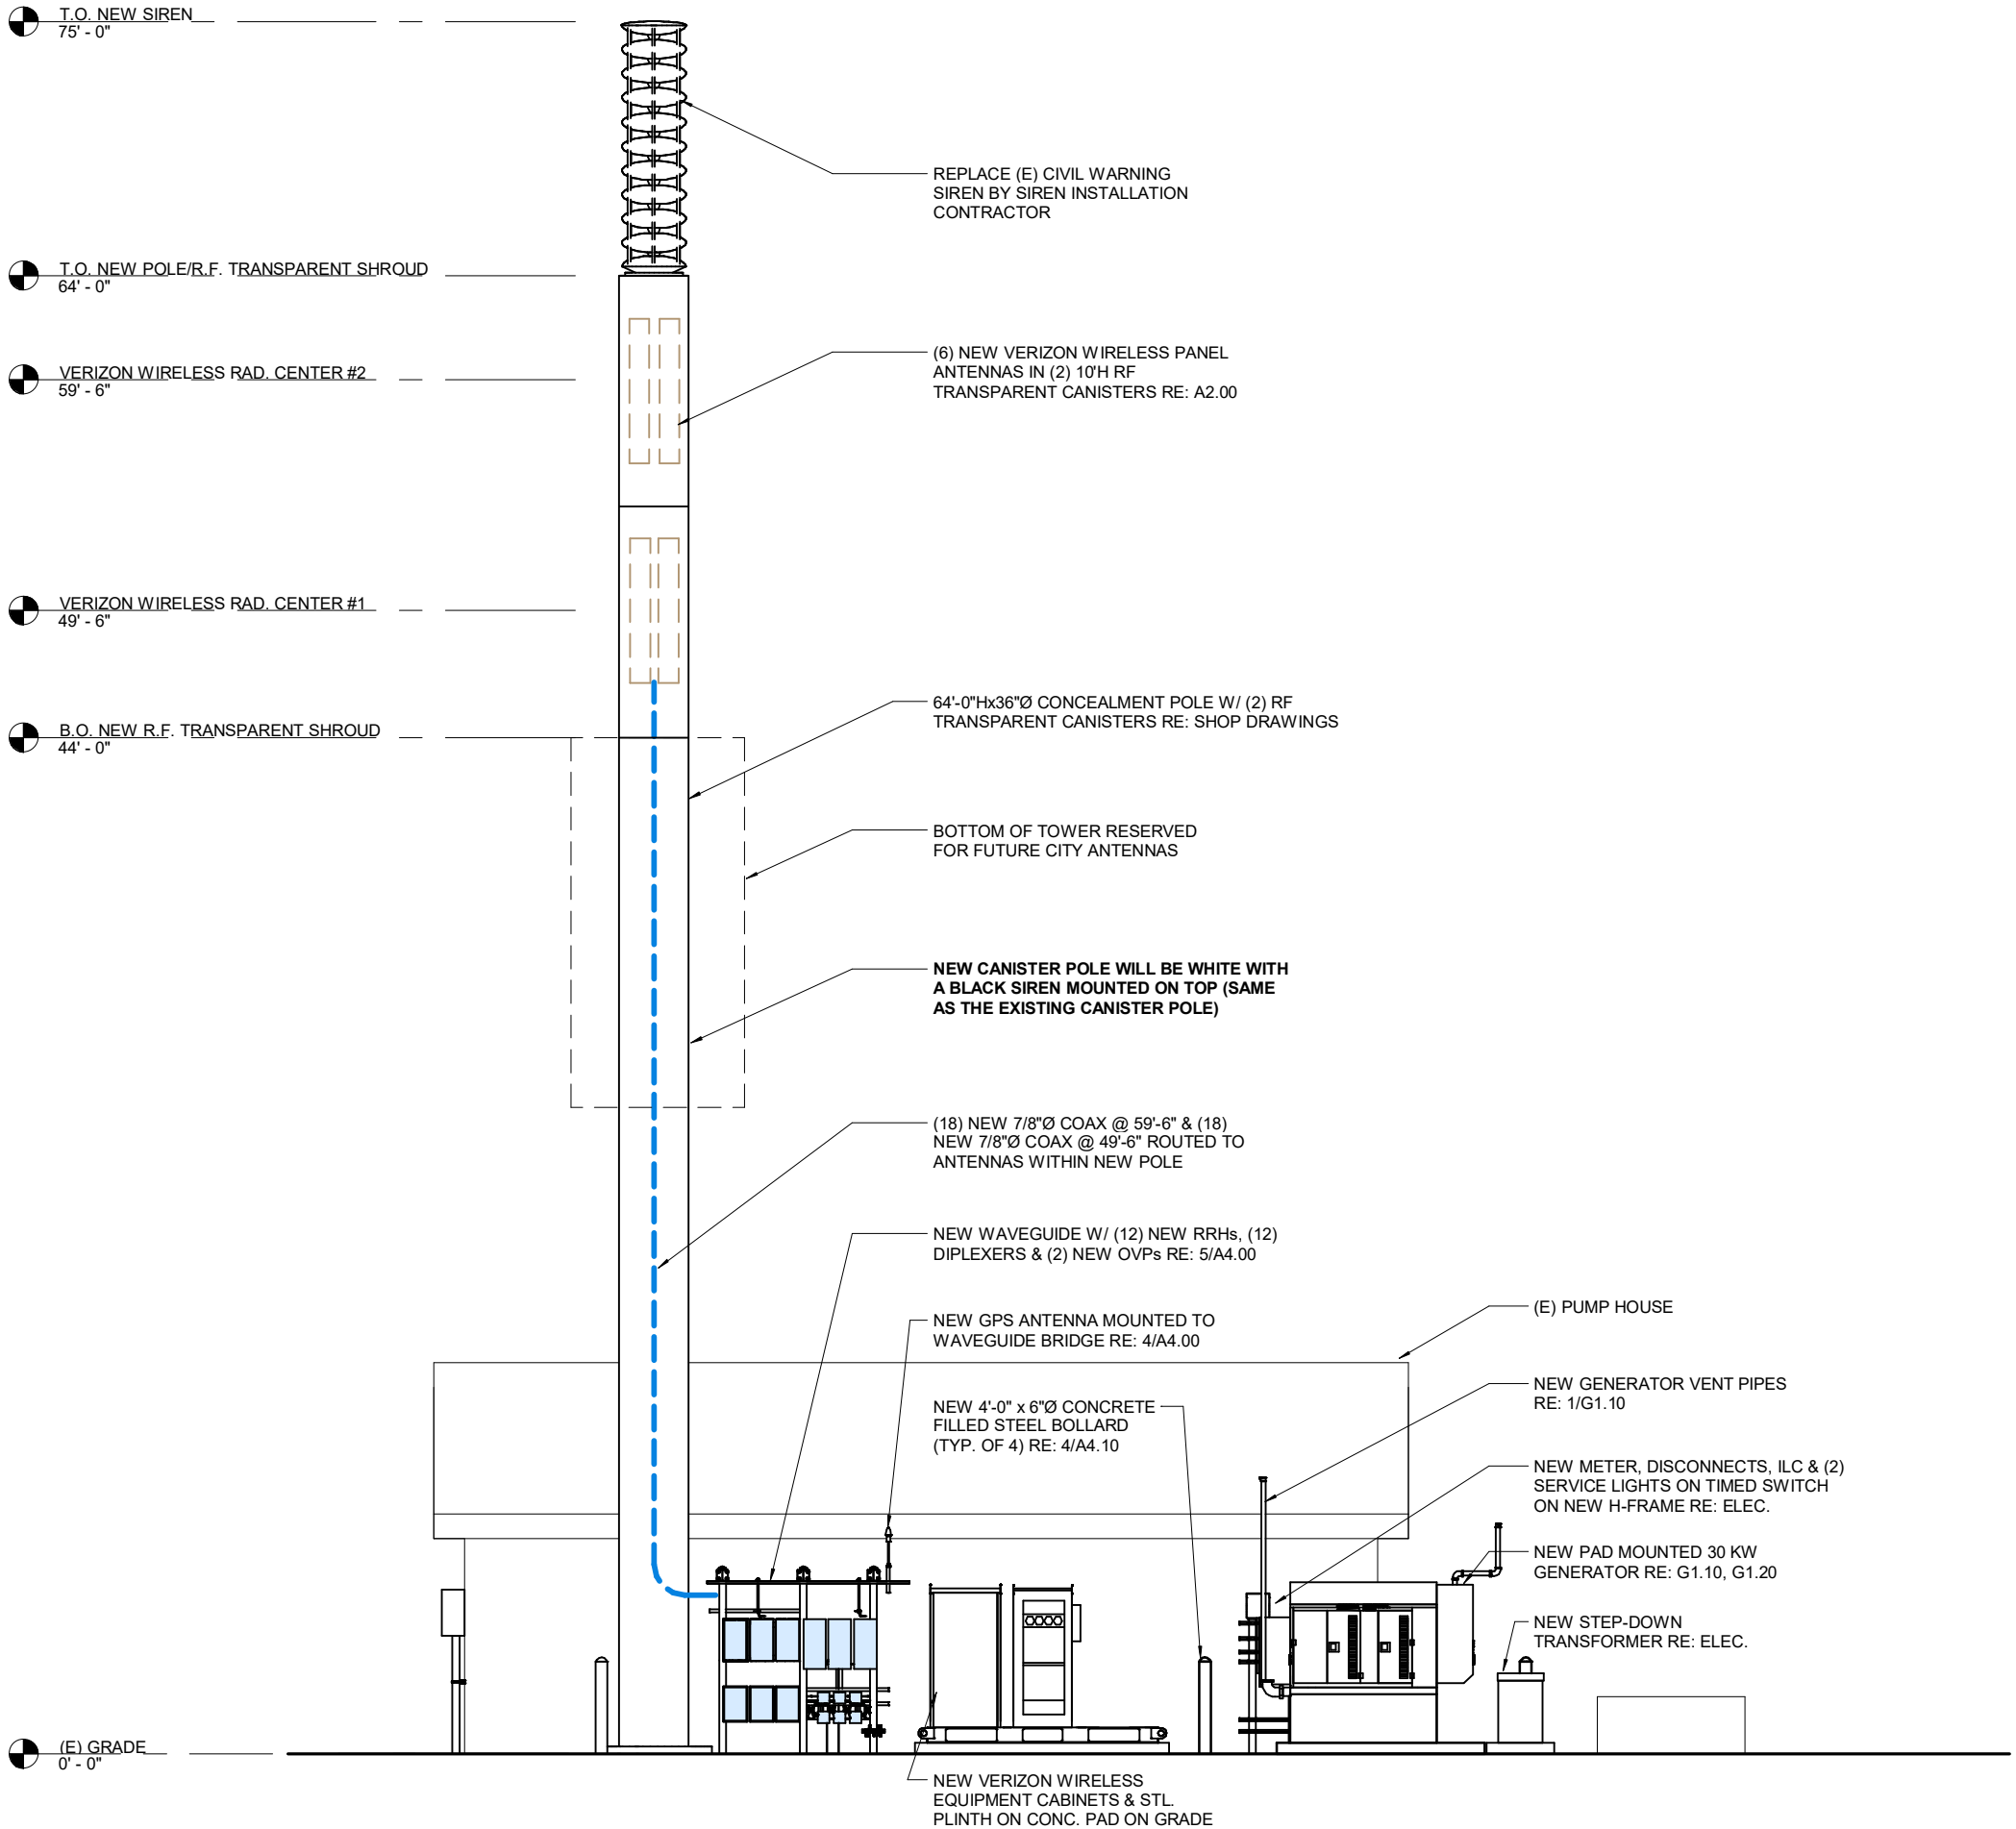 T.O. NEW SIREN
75' - 0"
REPLACE (E) CIVIL WARNING
SIREN BY SIREN INSTALLATION
CONTRACTOR
T.O. NEW POLE/R.F. TRANSPARENT SHROUD
64' - 0"
(6) NEW VERIZON WIRELESS PANEL
ANTENNAS IN (2) 10'H RF
TRANSPARENT CANISTERS RE: A2.00
VERIZON WIRELESS RAD. CENTER #2
59' - 6"
VERIZON WIRELESS RAD. CENTER #1
49' - 6"
64'-0"Hx36"Ø CONCEALMENT POLE W/ (2) RF
TRANSPARENT CANISTERS RE: SHOP DRAWINGS
B.O. NEW R.F. TRANSPARENT SHROUD
44' - 0"
BOTTOM OF TOWER RESERVED
FOR FUTURE CITY ANTENNAS
NEW CANISTER POLE WILL BE WHITE WITH
A BLACK SIREN MOUNTED ON TOP (SAME
AS THE EXISTING CANISTER POLE)
(18) NEW 7/8"Ø COAX @ 59'-6" & (18)
NEW 7/8"Ø COAX @ 49'-6" ROUTED TO
ANTENNAS WITHIN NEW POLE
NEW WAVEGUIDE W/ (12) NEW RRHs, (12)
DIPLEXERS & (2) NEW OVPs RE: 5/A4.00
NEW GPS ANTENNA MOUNTED TO
WAVEGUIDE BRIDGE RE: 4/A4.00
NEW 4'-0" x 6"Ø CONCRETE
FILLED STEEL BOLLARD
(TYP. OF 4) RE: 4/A4.10
(E) PUMP HOUSE
NEW GENERATOR VENT PIPES
RE: 1/G1.10
NEW METER, DISCONNECTS, ILC & (2)
SERVICE LIGHTS ON TIMED SWITCH
ON NEW H-FRAME RE: ELEC.
NEW PAD MOUNTED 30 KW
GENERATOR RE: G1.10, G1.20
NEW STEP-DOWN
TRANSFORMER RE: ELEC.
(E) GRADE
0' - 0"
NEW VERIZON WIRELESS
EQUIPMENT CABINETS & STL.
PLINTH ON CONC. PAD ON GRADE